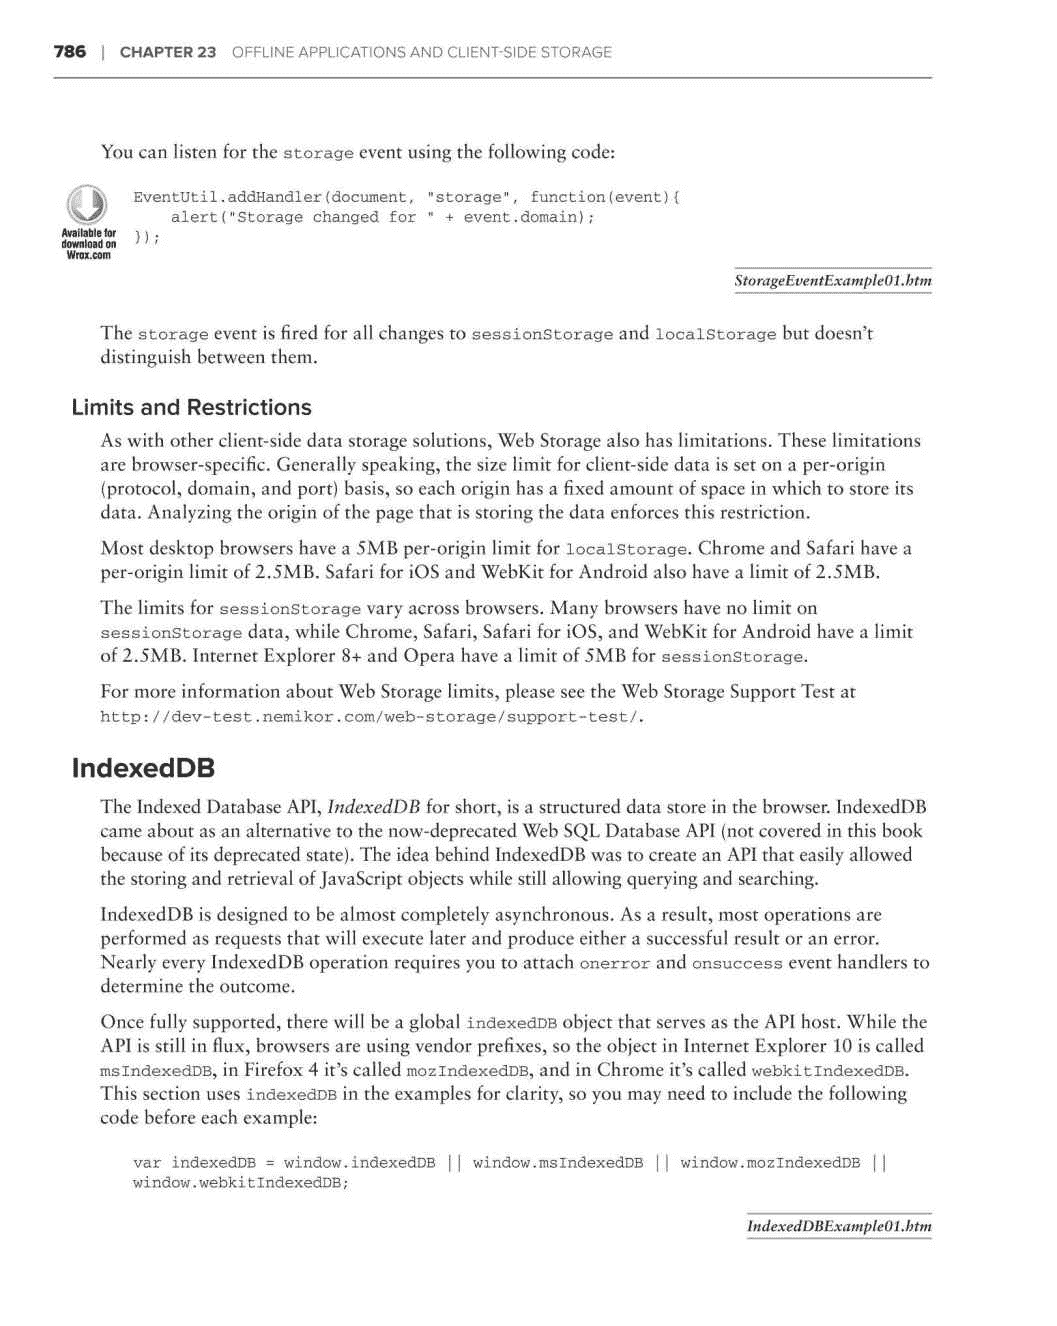 786 | CHAPTER 23 OFFLINE APPLICATIONS AND CLIENT-SIDE STORAGE
You can listen for the storage event using the following code:
EventUtil.addHandler(document, "storage", function(event){
    alert("Storage changed for " + event.domain);
});
Available for
download on
Wrox.com
StorageEventExample01.htm
The storage event is fired for all changes to sessionStorage and localStorage but doesn’t
distinguish between them.
Limits and Restrictions
As with other client-side data storage solutions, Web Storage also has limitations. These limitations
are browser-specific. Generally speaking, the size limit for client-side data is set on a per-origin
(protocol, domain, and port) basis, so each origin has a fixed amount of space in which to store its
data. Analyzing the origin of the page that is storing the data enforces this restriction.
Most desktop browsers have a 5MB per-origin limit for localStorage. Chrome and Safari have a
per-origin limit of 2.5MB. Safari for iOS and WebKit for Android also have a limit of 2.5MB.
The limits for sessionStorage vary across browsers. Many browsers have no limit on
sessionStorage data, while Chrome, Safari, Safari for iOS, and WebKit for Android have a limit
of 2.5MB. Internet Explorer 8+ and Opera have a limit of 5MB for sessionStorage.
For more information about Web Storage limits, please see the Web Storage Support Test at
http://dev-test.nemikor.com/web-storage/support-test/.
IndexedDB
The Indexed Database API, IndexedDB for short, is a structured data store in the browser. IndexedDB
came about as an alternative to the now-deprecated Web SQL Database API (not covered in this book
because of its deprecated state). The idea behind IndexedDB was to create an API that easily allowed
the storing and retrieval of JavaScript objects while still allowing querying and searching.
IndexedDB is designed to be almost completely asynchronous. As a result, most operations are
performed as requests that will execute later and produce either a successful result or an error.
Nearly every IndexedDB operation requires you to attach onerror and onsuccess event handlers to
determine the outcome.
Once fully supported, there will be a global indexedDB object that serves as the API host. While the
API is still in flux, browsers are using vendor prefixes, so the object in Internet Explorer 10 is called
msIndexedDB, in Firefox 4 it’s called mozIndexedDB, and in Chrome it’s called webkitIndexedDB.
This section uses indexedDB in the examples for clarity, so you may need to include the following
code before each example:
var indexedDB = window.indexedDB || window.msIndexedDB || window.mozIndexedDB ||
window.webkitIndexedDB;
IndexedDBExample01.htm